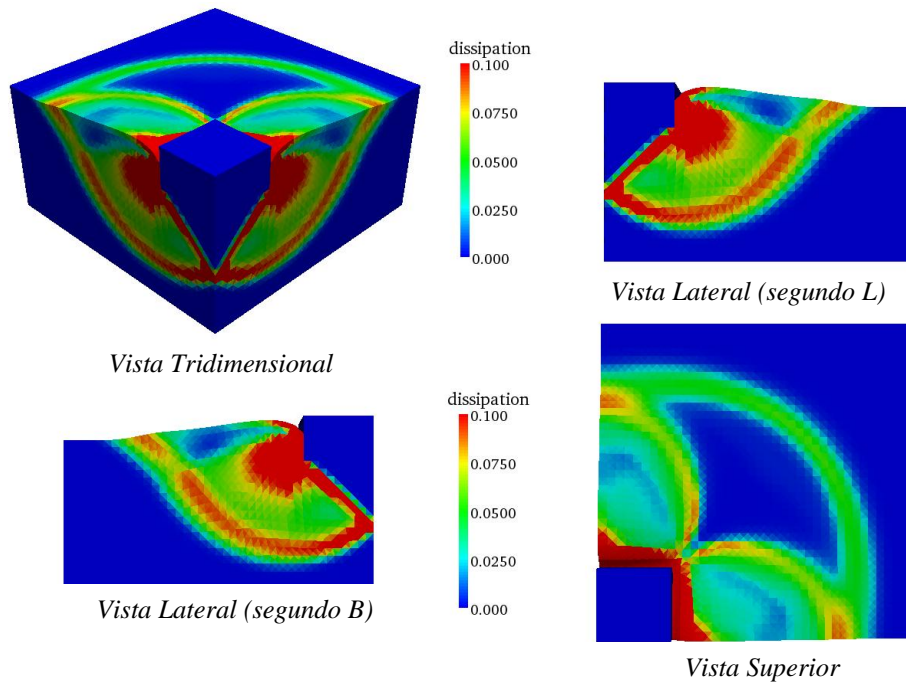 dissipation
0.100
0.0750
0.0500
0.0250
0.000
Vista Tridimensional
Vista Lateral (segundo L)
dissipation
0.100
0.0750
0.0500
0.0250
0.000
Vista Lateral (segundo B)
Vista Superior